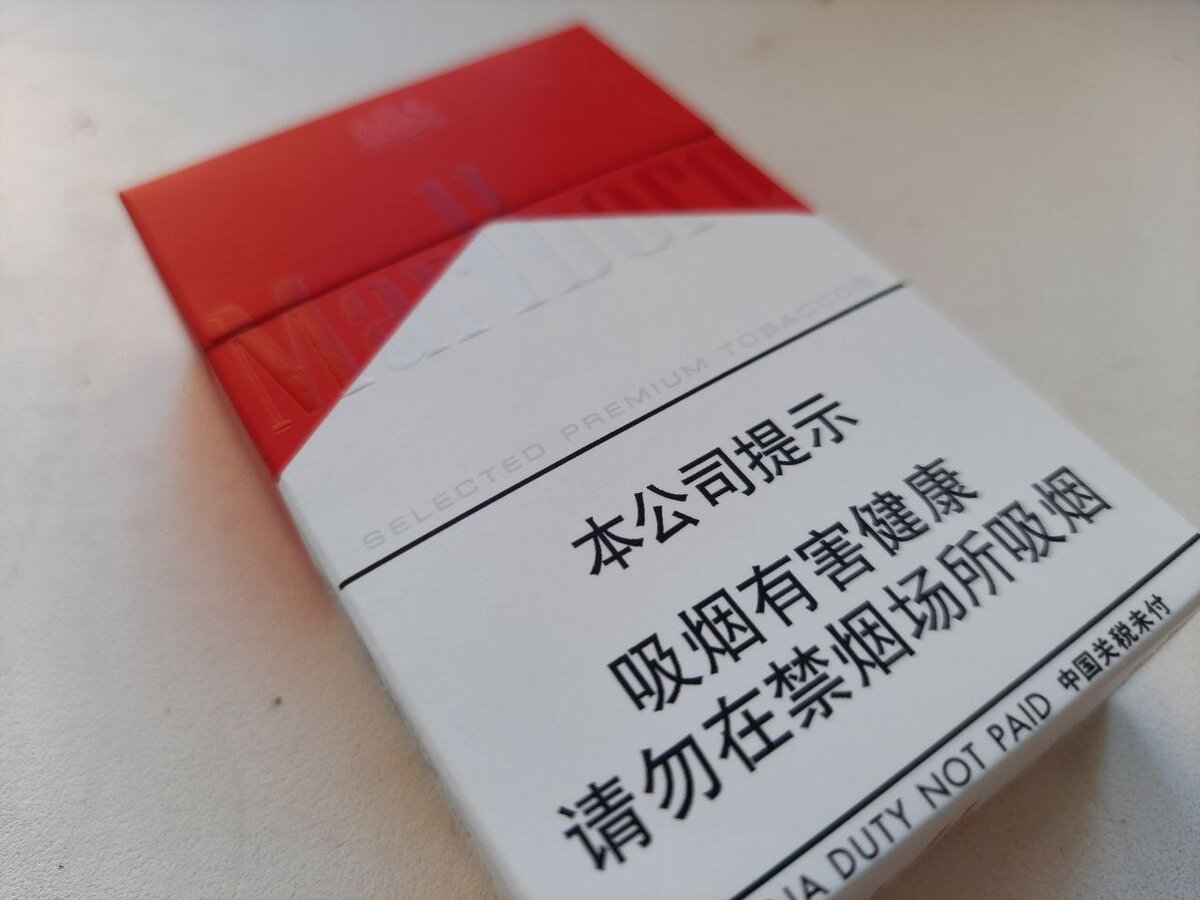 Marlboro
SELECTED PREMIUM TOBACCOS
本公司提示
吸烟有害健康
请勿在禁烟场所吸烟
NA DUTY NOT PAID 中国关税未付